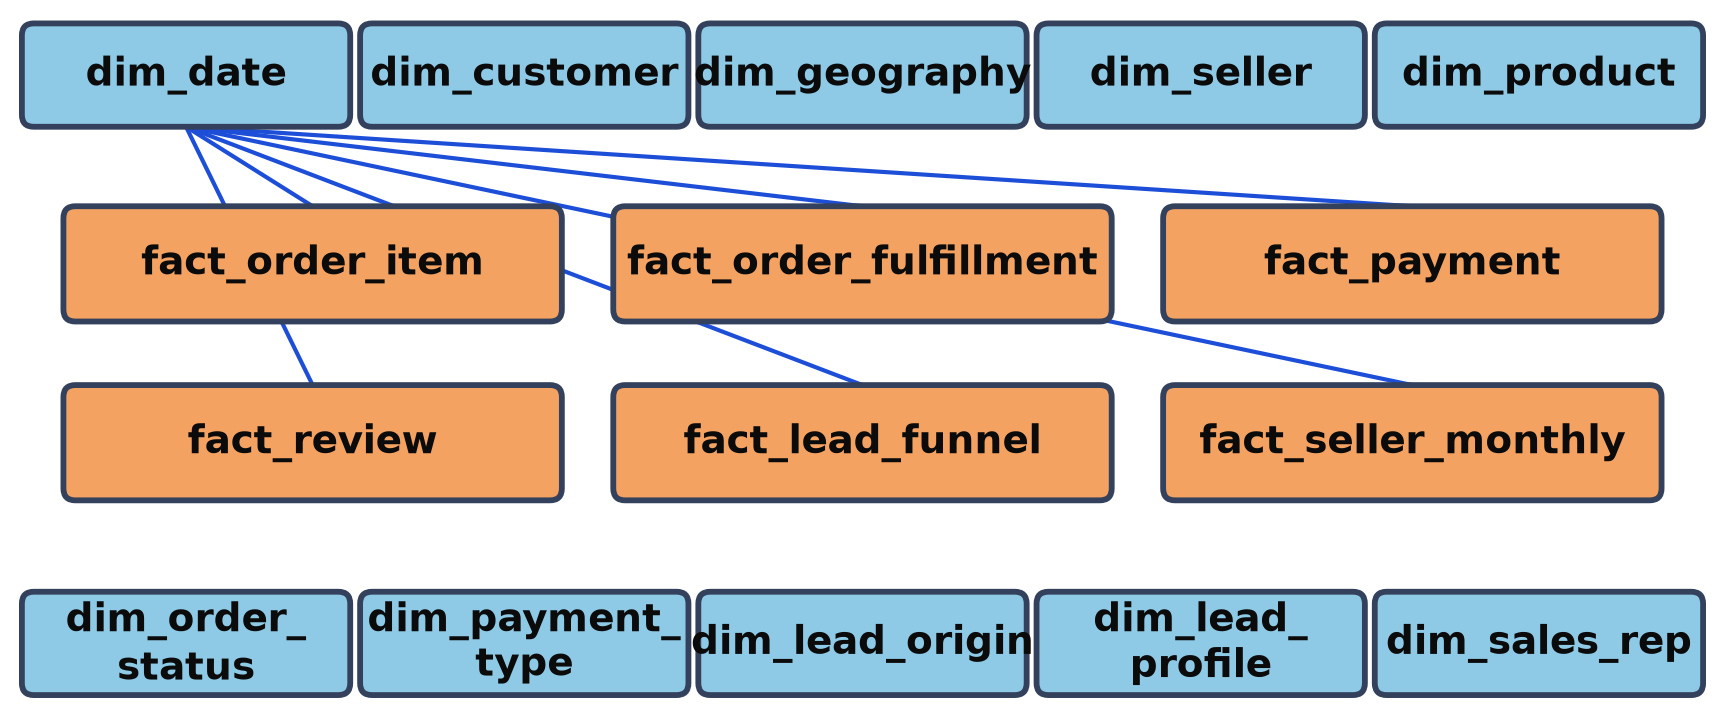 dim_date
dim_customer
dim_geography
dim_seller
dim_product
fact_order_item
fact_order_fulfillment
fact_payment
fact_review
fact_lead_funnel
fact_seller_monthly
dim_order_
status
dim_payment_
type
dim_lead_origin
dim_lead_
profile
dim_sales_rep